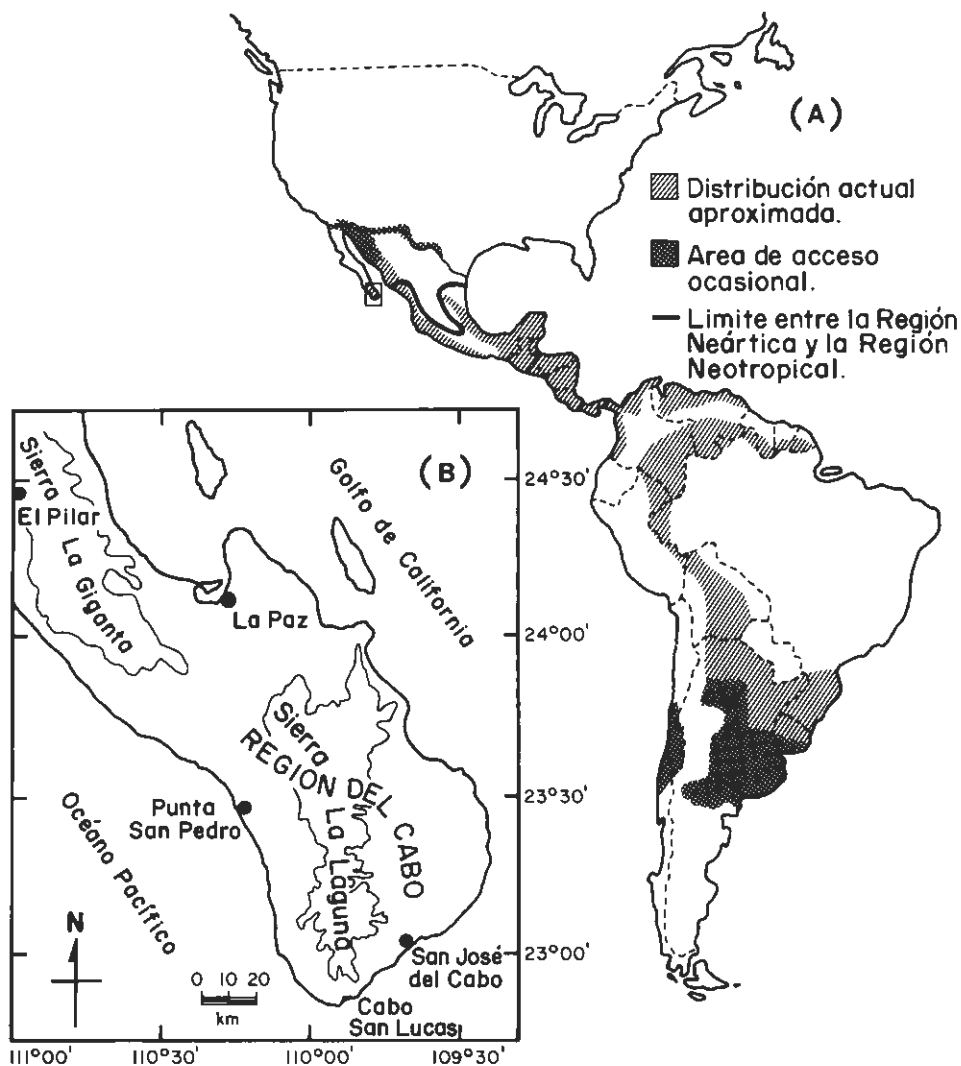 (A)
Distribución actual
aproximada.
Area de acceso
ocasional.
Limite entre la Región
Neártica y la Región
Neotropical.
(B)
Sierra
La Giganta
El Pilar
La Paz
Golfo de California
Sierra
La Laguna
REGION DEL CABO
Punta
San Pedro
Océano Pacífico
San José
del Cabo
Cabo
San Lucas
N
0 10 20
km
24°30'
24°00'
23°30'
23°00'
111°00' 110°30' 110°00' 109°30'